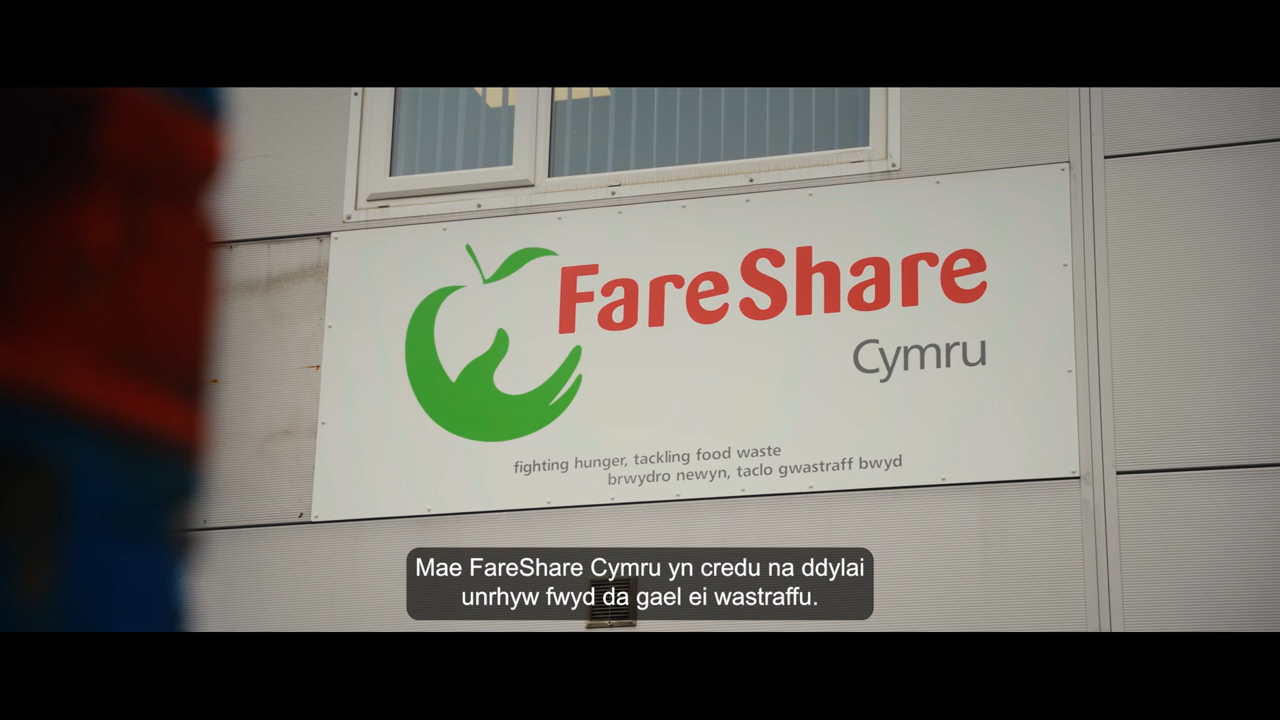 FareShare
Cymru
fighting hunger, tackling food waste
brwydro newyn, taclo gwastraff bwyd
Mae FareShare Cymru yn credu na ddylai
unrhyw fwyd da gael ei wastraffu.